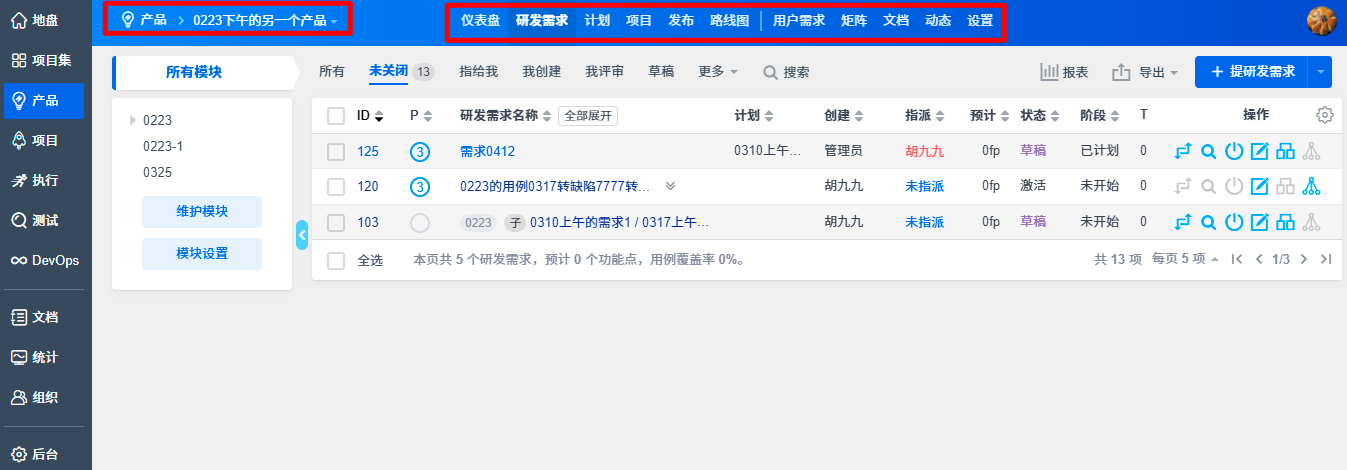 地盘
项目集
产品
项目
执行
测试
DevOps
文档
统计
组织
后台
产品 0223下午的另一个产品
仪表盘 研发需求 计划 项目 发布 路线图 用户需求 矩阵 文档 动态 设置
所有模块
0223
0223-1
0325
维护模块
模块设置
所有 未关闭 13 指给我 我创建 我评审 草稿 更多 搜索 报表 导出 + 提研发需求
ID P 研发需求名称 全部展开 计划 创建 指派 预计 状态 阶段 T 操作
125 3 需求0412 0310上午... 管理员 胡九九 0fp 草稿 已计划 0
120 3 0223的用例0317转缺陷7777转... 胡九九 未指派 0fp 激活 未开始 0
103 0223 子 0310上午的需求1 / 0317上午... 胡九九 未指派 0fp 草稿 未开始 0
全选 本页共 5 个研发需求，预计 0 个功能点，用例覆盖率 0%。 共 13 项 每页 5 项 1/3